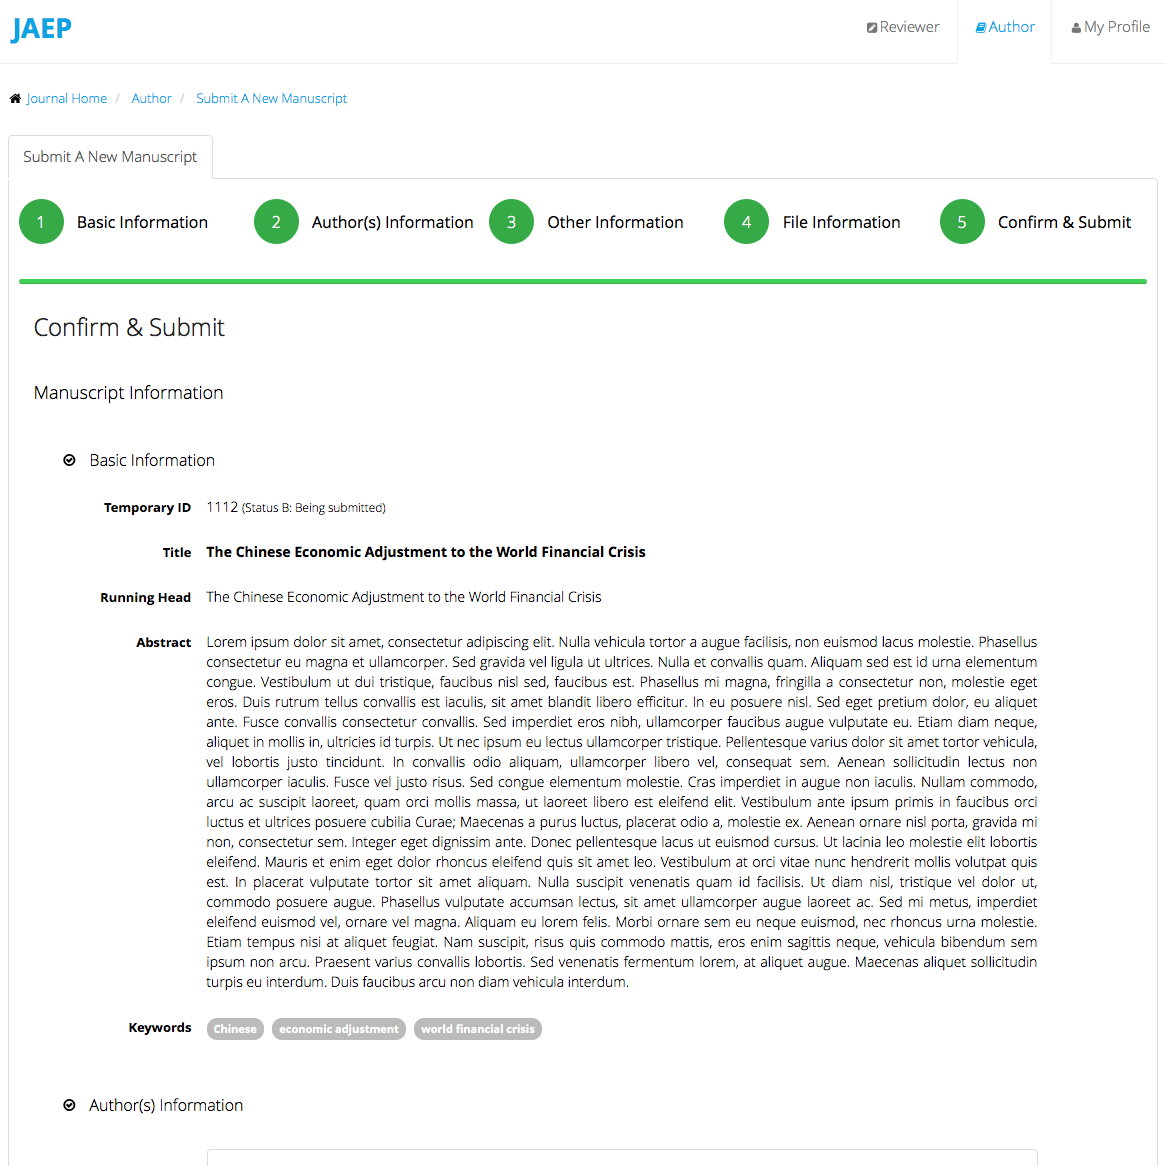 JAEP
Reviewer
Author
My Profile
Journal Home / Author / Submit A New Manuscript
Submit A New Manuscript
1 Basic Information
2 Author(s) Information
3 Other Information
4 File Information
5 Confirm & Submit
Confirm & Submit
Manuscript Information
Basic Information
Temporary ID 1112 (Status B: Being submitted)
Title The Chinese Economic Adjustment to the World Financial Crisis
Running Head The Chinese Economic Adjustment to the World Financial Crisis
Abstract Lorem ipsum dolor sit amet, consectetur adipiscing elit. Nulla vehicula tortor a augue facilisis, non euismod lacus molestie. Phasellus
consectetur eu magna et ullamcorper. Sed gravida vel ligula ut ultrices. Nulla et convallis quam. Aliquam sed est id urna elementum
congue. Vestibulum ut dui tristique, faucibus nisl sed, faucibus est. Phasellus mi magna, fringilla a consectetur non, molestie eget
eros. Duis rutrum tellus convallis est iaculis, sit amet blandit libero efficitur. In eu posuere nisl. Sed eget pretium dolor, eu aliquet
ante. Fusce convallis consectetur convallis. Sed imperdiet eros nibh, ullamcorper faucibus augue vulputate eu. Etiam diam neque,
aliquet in mollis in, ultricies id turpis. Ut nec ipsum eu lectus ullamcorper tristique. Pellentesque varius dolor sit amet tortor vehicula,
vel lobortis justo tincidunt. In convallis odio aliquam, ullamcorper libero vel, consequat sem. Aenean sollicitudin lectus non
ullamcorper iaculis. Fusce vel justo risus. Sed congue elementum molestie. Cras imperdiet in augue non iaculis. Nullam commodo,
arcu ac suscipit laoreet, quam orci mollis massa, ut laoreet libero est eleifend elit. Vestibulum ante ipsum primis in faucibus orci
luctus et ultrices posuere cubilia Curae; Maecenas a purus luctus, placerat odio a, molestie ex. Aenean ornare nisl porta, gravida mi
non, consectetur sem. Integer eget dignissim ante. Donec pellentesque lacus ut euismod cursus. Ut lacinia leo molestie elit lobortis
eleifend. Mauris et enim eget dolor rhoncus eleifend quis sit amet leo. Vestibulum at orci vitae nunc hendrerit mollis volutpat quis
est. In placerat vulputate tortor sit amet aliquam. Nulla suscipit venenatis quam id facilisis. Ut diam nisl, tristique vel dolor ut,
commodo posuere augue. Phasellus vulputate accumsan lectus, sit amet ullamcorper augue laoreet ac. Sed mi metus, imperdiet
eleifend euismod vel, ornare vel magna. Aliquam eu lorem felis. Morbi ornare sem eu neque euismod, nec rhoncus urna molestie.
Etiam tempus nisi at aliquet feugiat. Nam suscipit, risus quis commodo mattis, eros enim sagittis neque, vehicula bibendum sem
ipsum non arcu. Praesent varius convallis lobortis. Sed venenatis fermentum lorem, at aliquet augue. Maecenas aliquet sollicitudin
turpis eu interdum. Duis faucibus arcu non diam vehicula interdum.
Keywords Chinese economic adjustment world financial crisis
Author(s) Information